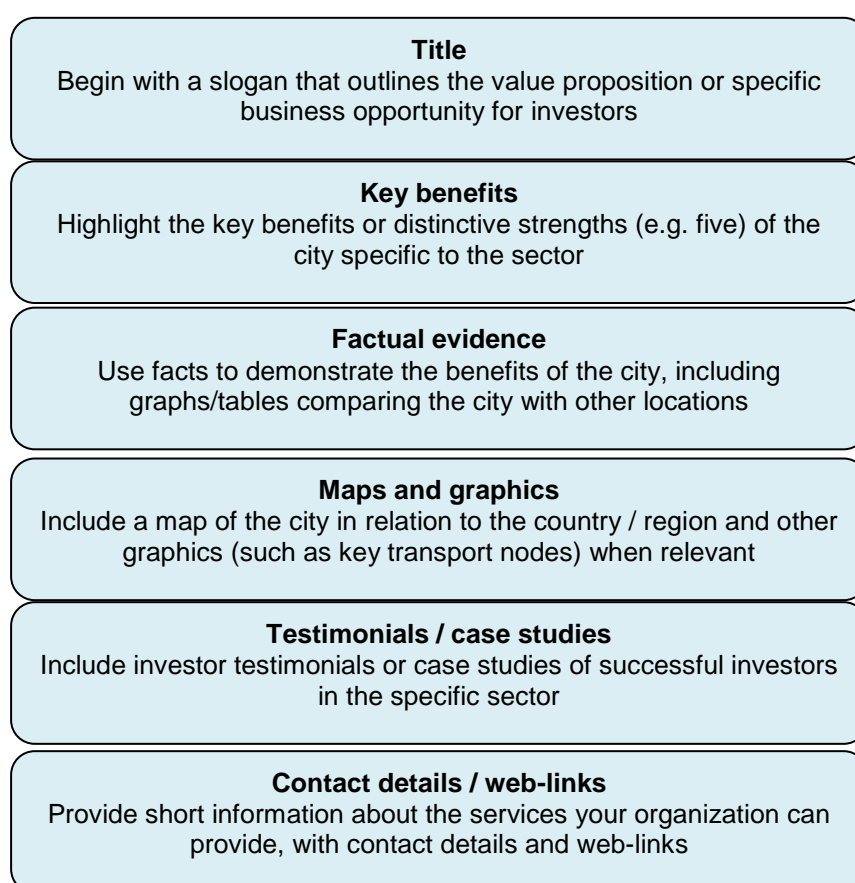 Title
Begin with a slogan that outlines the value proposition or specific
business opportunity for investors
Key benefits
Highlight the key benefits or distinctive strengths (e.g. five) of the
city specific to the sector
Factual evidence
Use facts to demonstrate the benefits of the city, including
graphs/tables comparing the city with other locations
Maps and graphics
Include a map of the city in relation to the country / region and other
graphics (such as key transport nodes) when relevant
Testimonials / case studies
Include investor testimonials or case studies of successful investors
in the specific sector
Contact details / web-links
Provide short information about the services your organization can
provide, with contact details and web-links